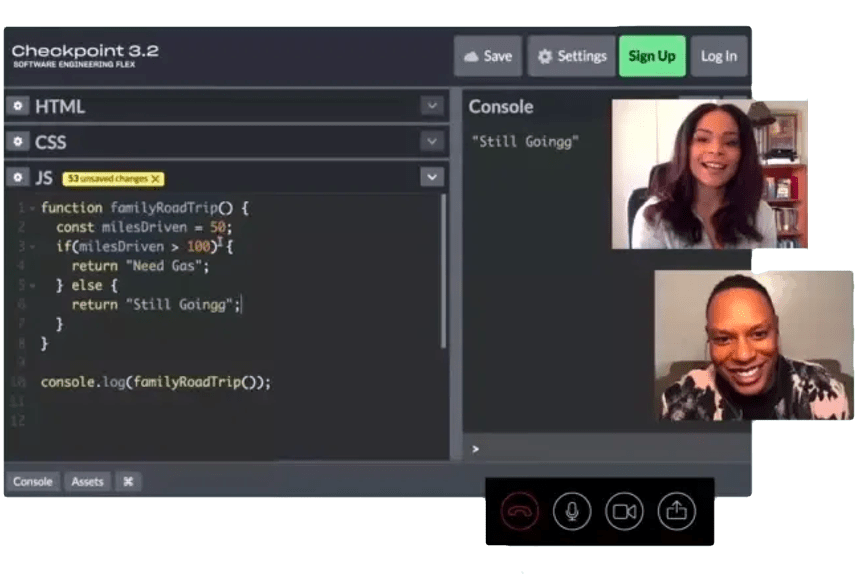 Checkpoint 3.2
SOFTWARE ENGINEERING FLEX
Save
Settings
Sign Up
Log In
HTML
CSS
JS
53 unsaved changes X
1 function familyRoadTrip() {
2 const milesDriven = 50;
3 if(milesDriven > 100) {
4 return "Need Gas";
5 } else {
6 return "Still Goingg";
7 }
8 }
9
10 console.log(familyRoadTrip());
11
12
Console
"Still Goingg"
>
Console
Assets
⌘